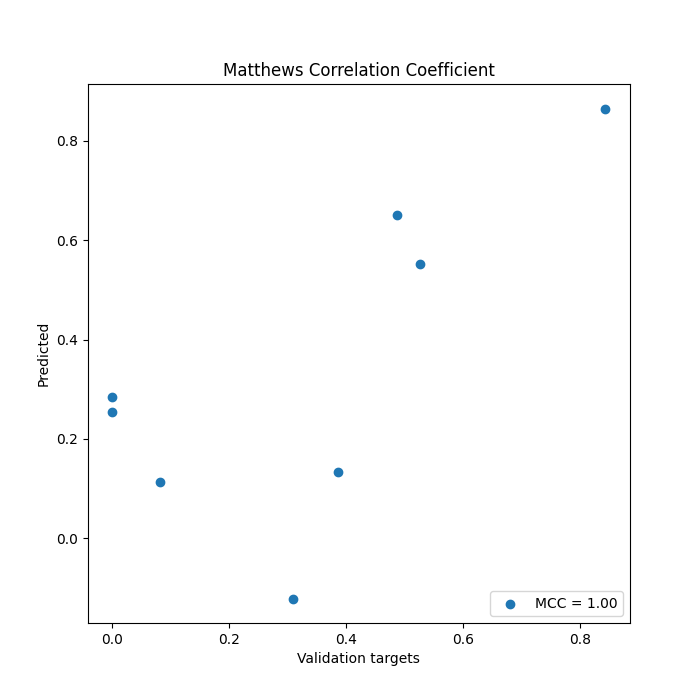 Matthews Correlation Coefficient
0.8
0.6
0.4
0.2
0.0
Predicted
MCC = 1.00
0.0 0.2 0.4 0.6 0.8
Validation targets